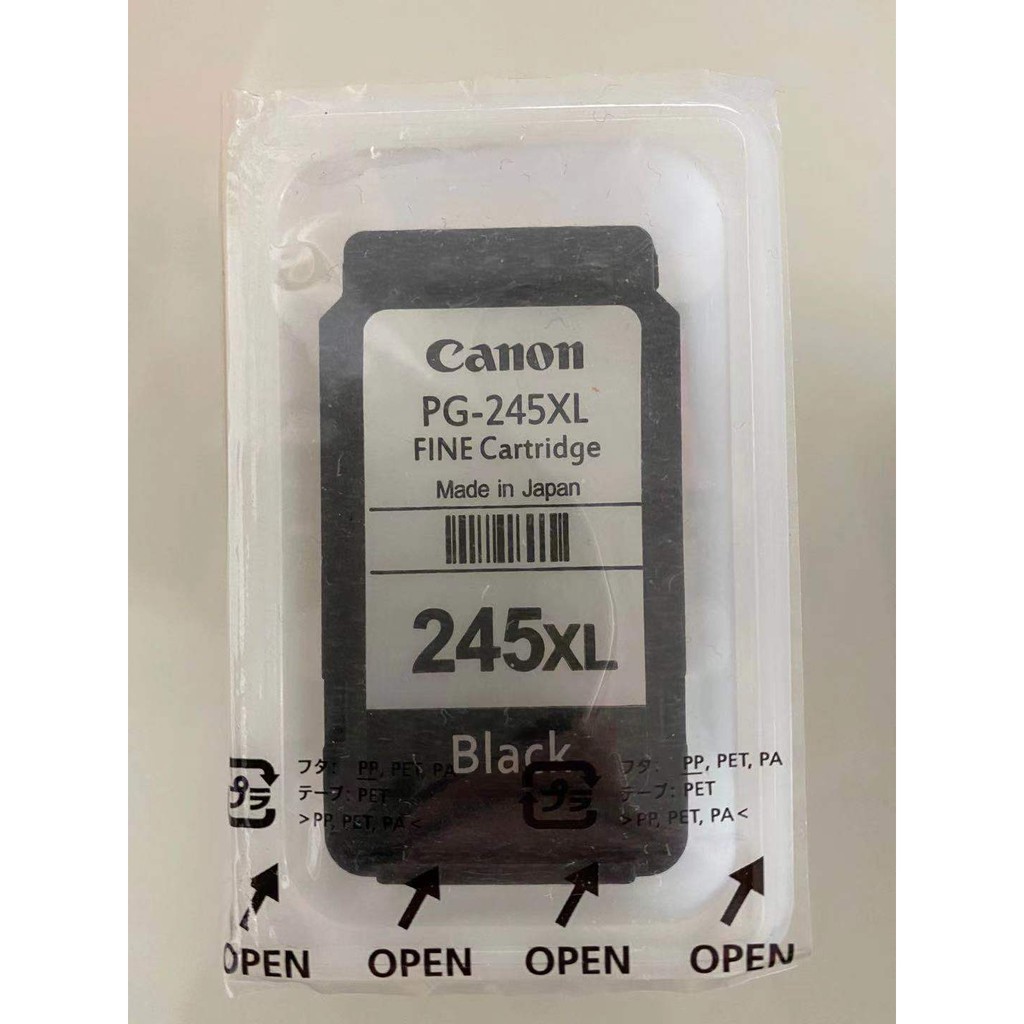 Canon
PG-245XL
FINE Cartridge
Made in Japan
245XL
Black
プラ
フタ: PP, PET, PA
テープ: PET
>PP, PET, PA<
プラ
フタ: PP, PET, PA
テープ: PET
>PP, PET, PA<
OPEN OPEN OPEN OPEN